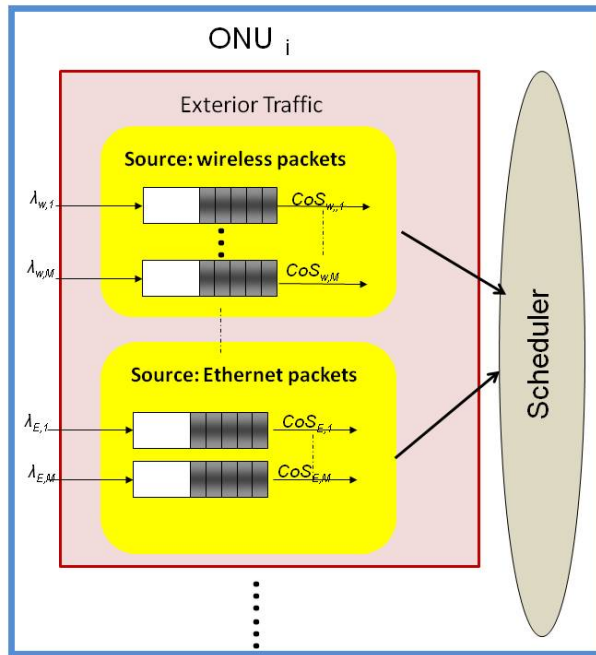 ONU i
Exterior Traffic
Source: wireless packets
λw,1
CoSw,,1
λw,M
CoSw,M
Source: Ethernet packets
λE,1
CoSE,1
λE,M
CoSE,M
Scheduler